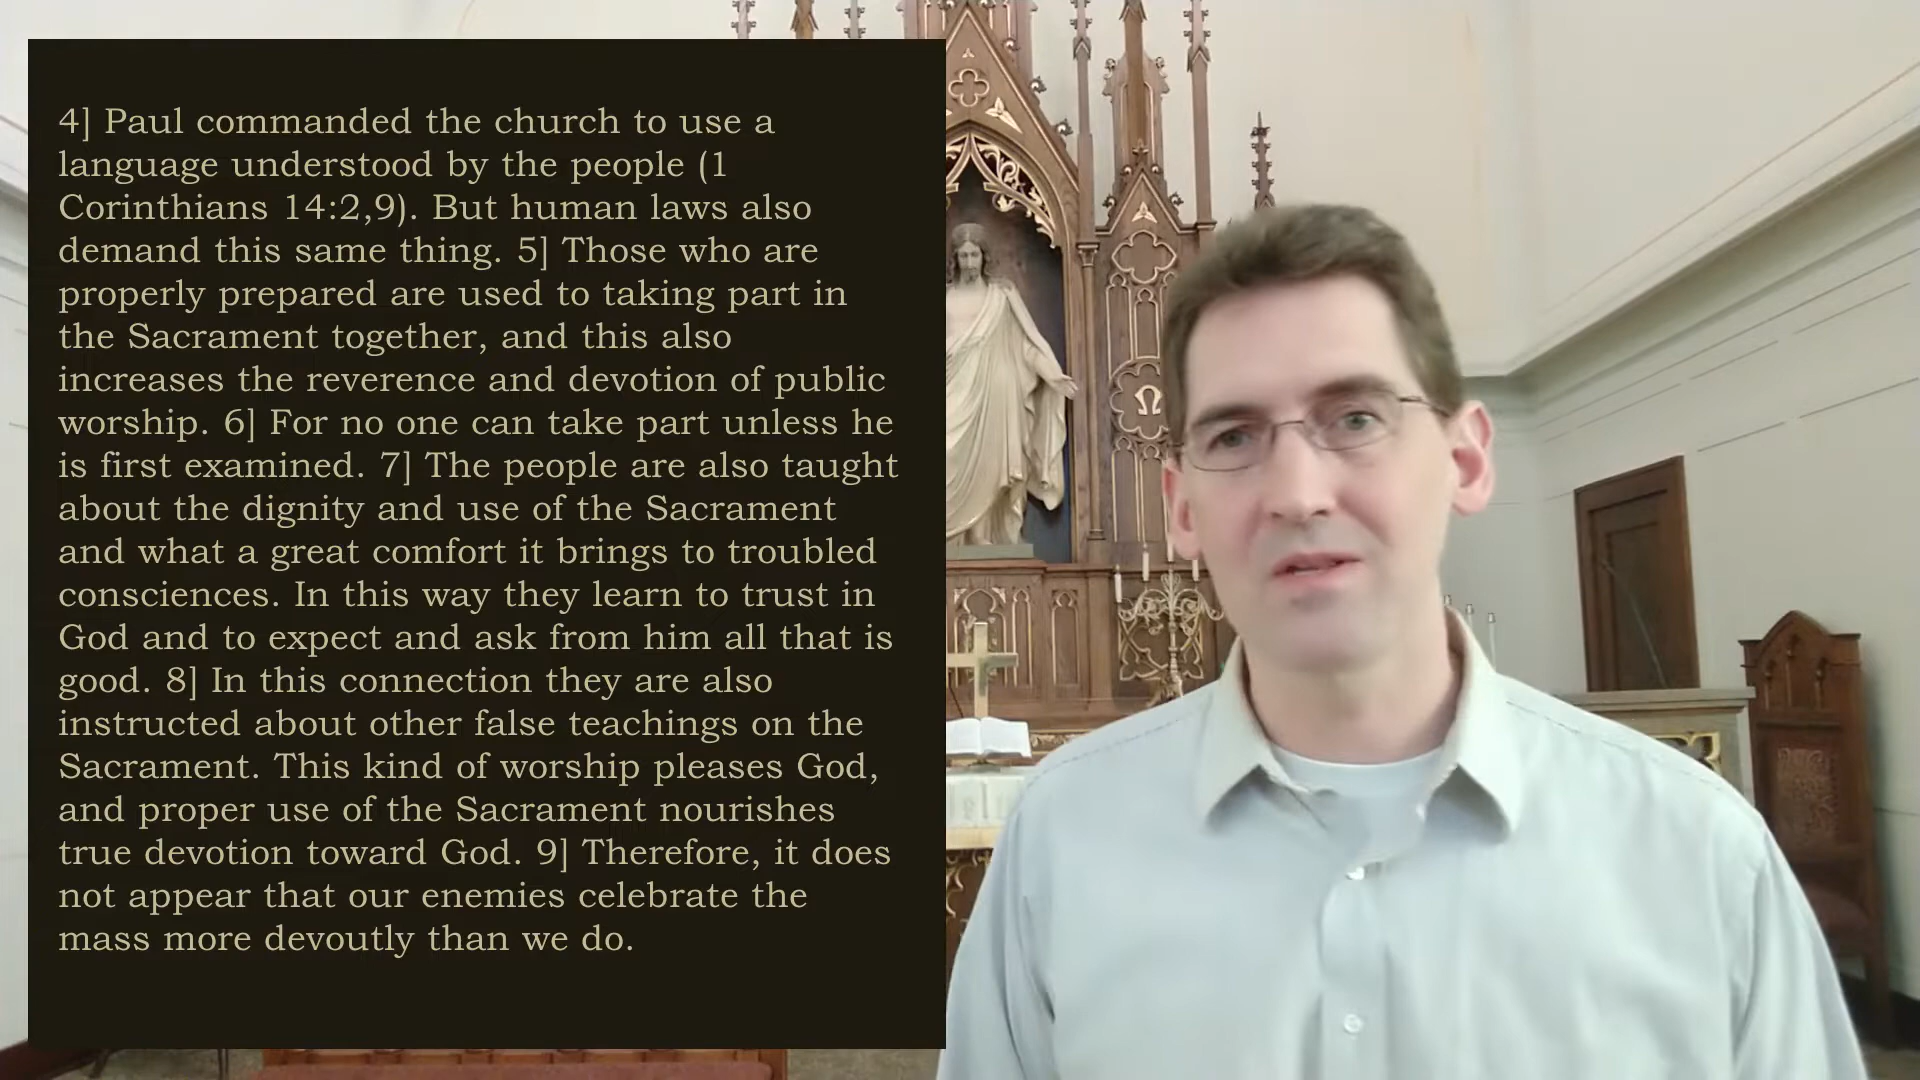 4] Paul commanded the church to use a
language understood by the people (1
Corinthians 14:2,9). But human laws also
demand this same thing. 5] Those who are
properly prepared are used to taking part in
the Sacrament together, and this also
increases the reverence and devotion of public
worship. 6] For no one can take part unless he
is first examined. 7] The people are also taught
about the dignity and use of the Sacrament
and what a great comfort it brings to troubled
consciences. In this way they learn to trust in
God and to expect and ask from him all that is
good. 8] In this connection they are also
instructed about other false teachings on the
Sacrament. This kind of worship pleases God,
and proper use of the Sacrament nourishes
true devotion toward God. 9] Therefore, it does
not appear that our enemies celebrate the
mass more devoutly than we do.
Ω